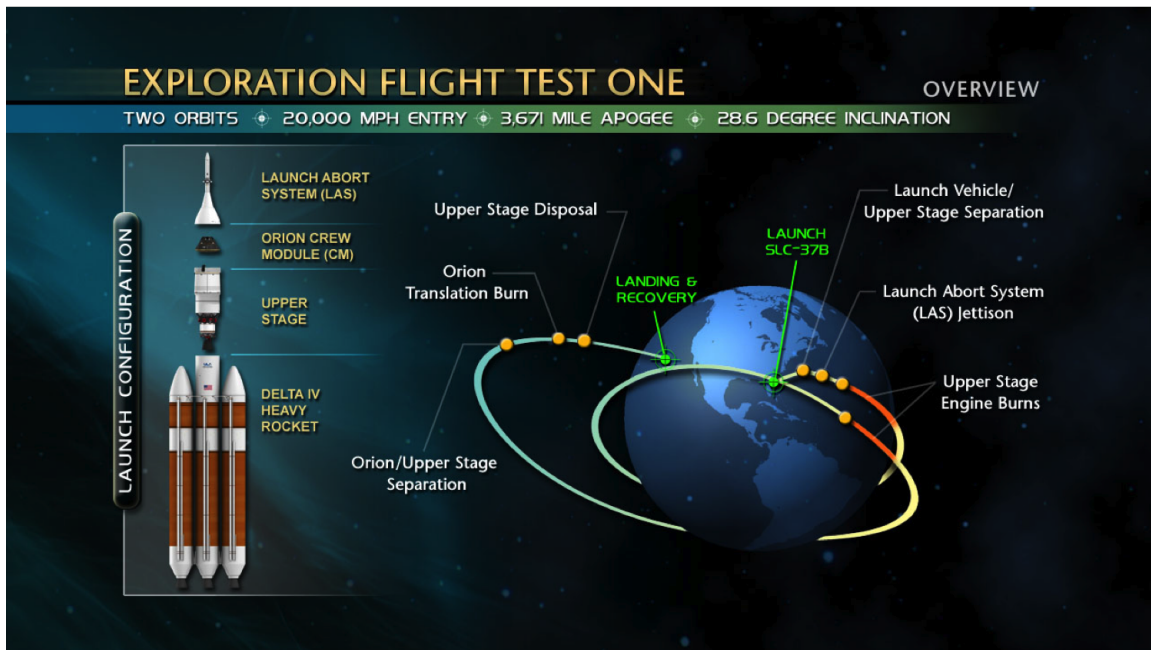 EXPLORATION FLIGHT TEST ONE
OVERVIEW
TWO ORBITS 20,000 MPH ENTRY 3,671 MILE APOGEE 28.6 DEGREE INCLINATION
LAUNCH CONFIGURATION
LAUNCH ABORT
SYSTEM (LAS)
ORION CREW
MODULE (CM)
UPPER
STAGE
DELTA IV
HEAVY
ROCKET
Upper Stage Disposal
Orion
Translation Burn
Orion/Upper Stage
Separation
LANDING &
RECOVERY
LAUNCH
SLC-37B
Launch Vehicle/
Upper Stage Separation
Launch Abort System
(LAS) Jettison
Upper Stage
Engine Burns